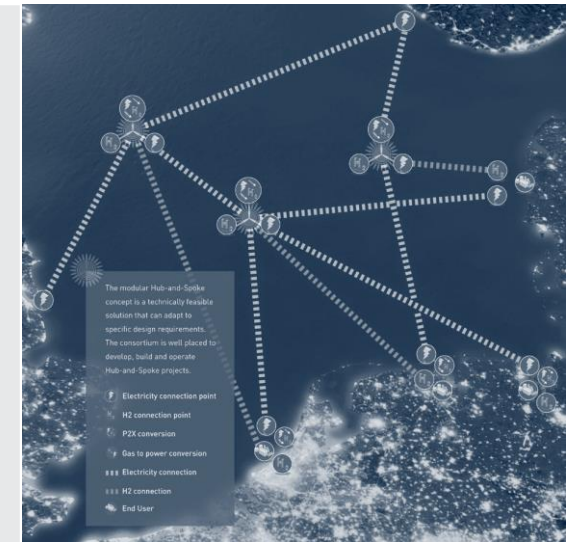 The modular Hub-and-Spoke
concept is a technically feasible
solution that can adapt to
specific design requirements.
The consortium is well placed to
develop, build and operate
Hub-and-Spoke projects.
Electricity connection point
H2 connection point
P2X conversion
Gas to power conversion
Electricity connection
H2 connection
End User